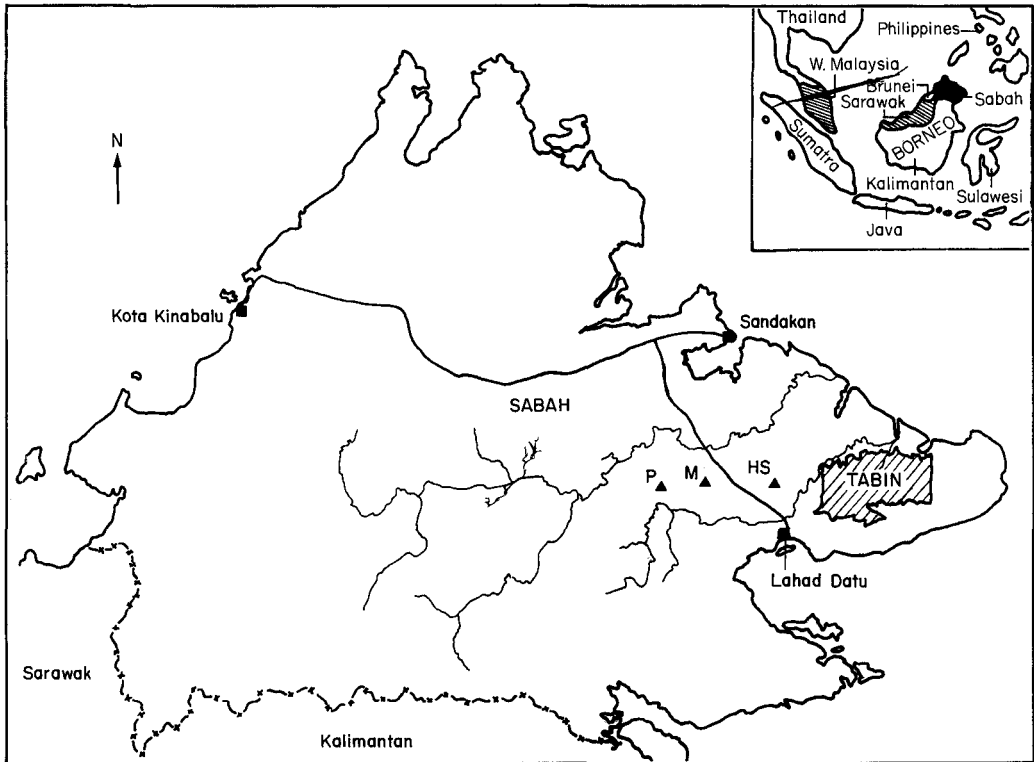 Thailand
Philippines
W. Malaysia
Brunei
Sarawak
Sabah
BORNEO
Sumatra
Kalimantan
Sulawesi
Java
N
Kota Kinabalu
Sandakan
SABAH
P
M
HS
TABIN
Lahad Datu
Sarawak
Kalimantan